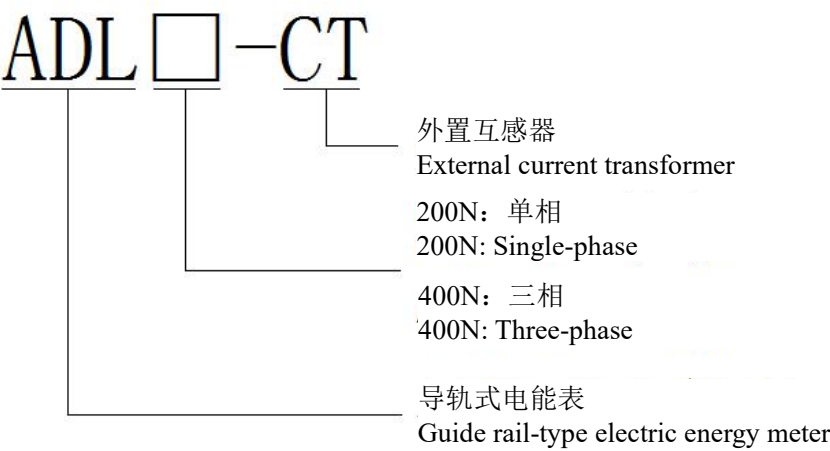 ADL□-CT
外置互感器
External current transformer
200N：单相
200N: Single-phase
400N：三相
400N: Three-phase
导轨式电能表
Guide rail-type electric energy meter